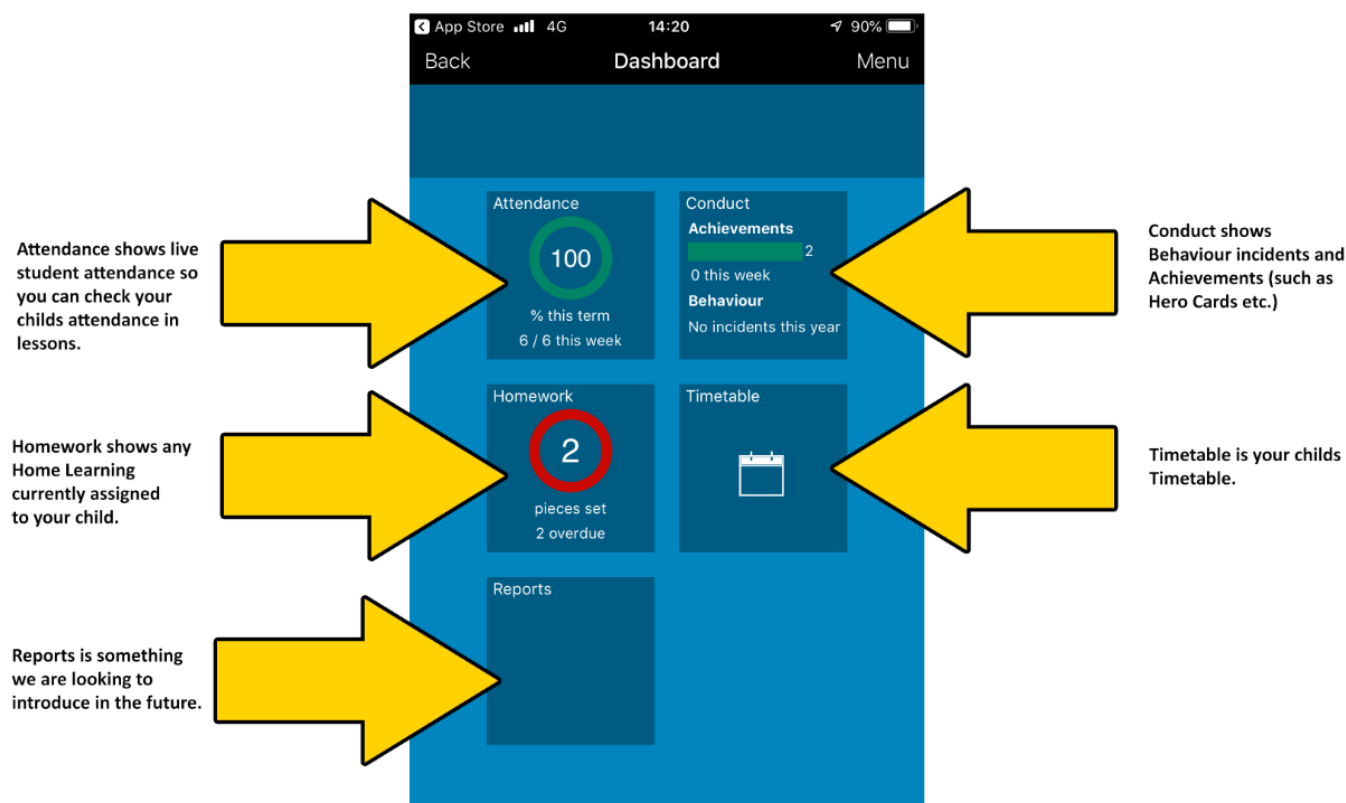 App Store 4G 14:20 90%
Back Dashboard Menu
Attendance shows live
student attendance so
you can check your
childs attendance in
lessons.
Attendance
100
% this term
6 / 6 this week
Conduct
Achievements
2
0 this week
Behaviour
No incidents this year
Conduct shows
Behaviour incidents and
Achievements (such as
Hero Cards etc.)
Homework shows any
Home Learning
currently assigned
to your child.
Homework
2
pieces set
2 overdue
Timetable
Timetable is your childs
Timetable.
Reports is something
we are looking to
introduce in the future.
Reports